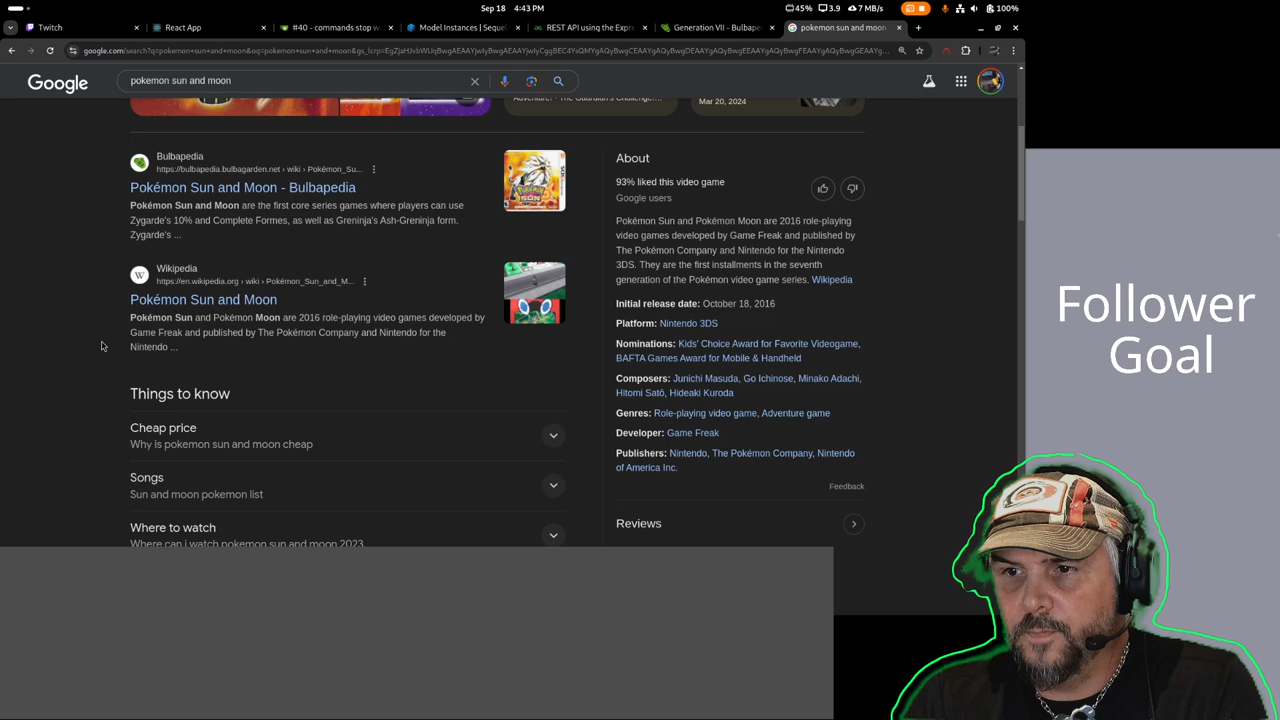 Sep 18 4:43 PM
45% 3.9 7 MB/s 100%
Twitch
React App
#40 - commands stop w
Model Instances | Sequel
REST API using the Expre
Generation VII - Bulbape
pokemon sun and moon
Google
pokemon sun and moon
Mar 20, 2024
Bulbapedia
https://bulbapedia.bulbagarden.net › wiki › Pokémon_Su...
Pokémon Sun and Moon - Bulbapedia
Pokémon Sun and Moon are the first core series games where players can use
Zygarde's 10% and Complete Formes, as well as Greninja's Ash-Greninja form.
Zygarde's ...
W
Wikipedia
https://en.wikipedia.org › wiki › Pokémon_Sun_and_M...
Pokémon Sun and Moon
Pokémon Sun and Pokémon Moon are 2016 role-playing video games developed by
Game Freak and published by The Pokémon Company and Nintendo for the
Nintendo ...
Things to know
Cheap price
Why is pokemon sun and moon cheap
Songs
Sun and moon pokemon list
Where to watch
Where can i watch pokemon sun and moon 2023
About
93% liked this video game
Google users
Pokémon Sun and Pokémon Moon are 2016 role-playing
video games developed by Game Freak and published by
The Pokémon Company and Nintendo for the Nintendo
3DS. They are the first installments in the seventh
generation of the Pokémon video game series. Wikipedia
Initial release date: October 18, 2016
Platform: Nintendo 3DS
Nominations: Kids' Choice Award for Favorite Videogame,
BAFTA Games Award for Mobile & Handheld
Composers: Junichi Masuda, Go Ichinose, Minako Adachi,
Hitomi Satō, Hideaki Kuroda
Genres: Role-playing video game, Adventure game
Developer: Game Freak
Publishers: Nintendo, The Pokémon Company, Nintendo
of America Inc.
Feedback
Reviews
Follower
Goal